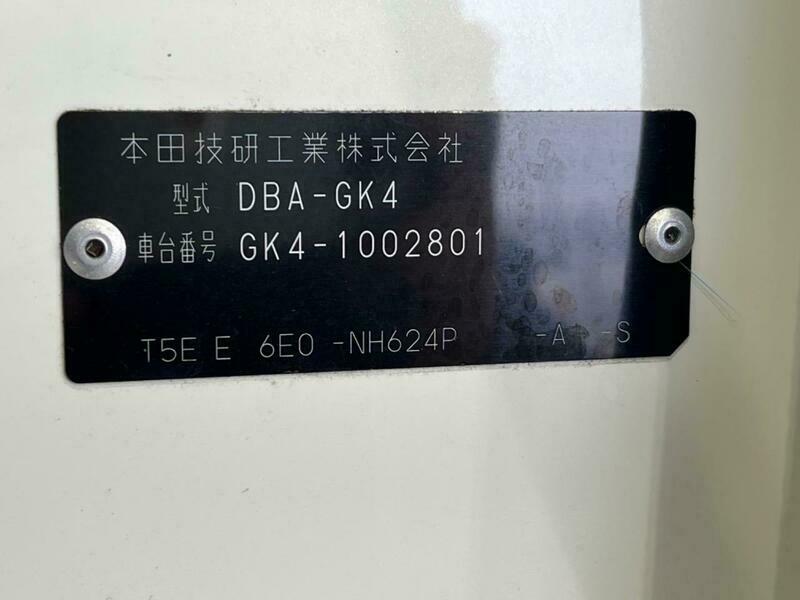 本田技研工業株式会社
型式 DBA-GK4
車台番号 GK4-1002801
T5E E 6E0 -NH624P -A -S